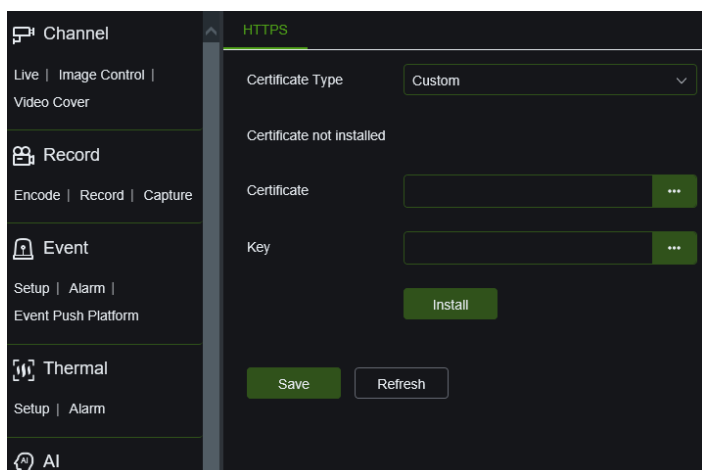 Channel
Live | Image Control |
Video Cover
Record
Encode | Record | Capture
Event
Setup | Alarm |
Event Push Platform
Thermal
Setup | Alarm
AI
AI
HTTPS
Certificate Type
Custom
Certificate not installed
Certificate
...
Key
...
Install
Save
Refresh